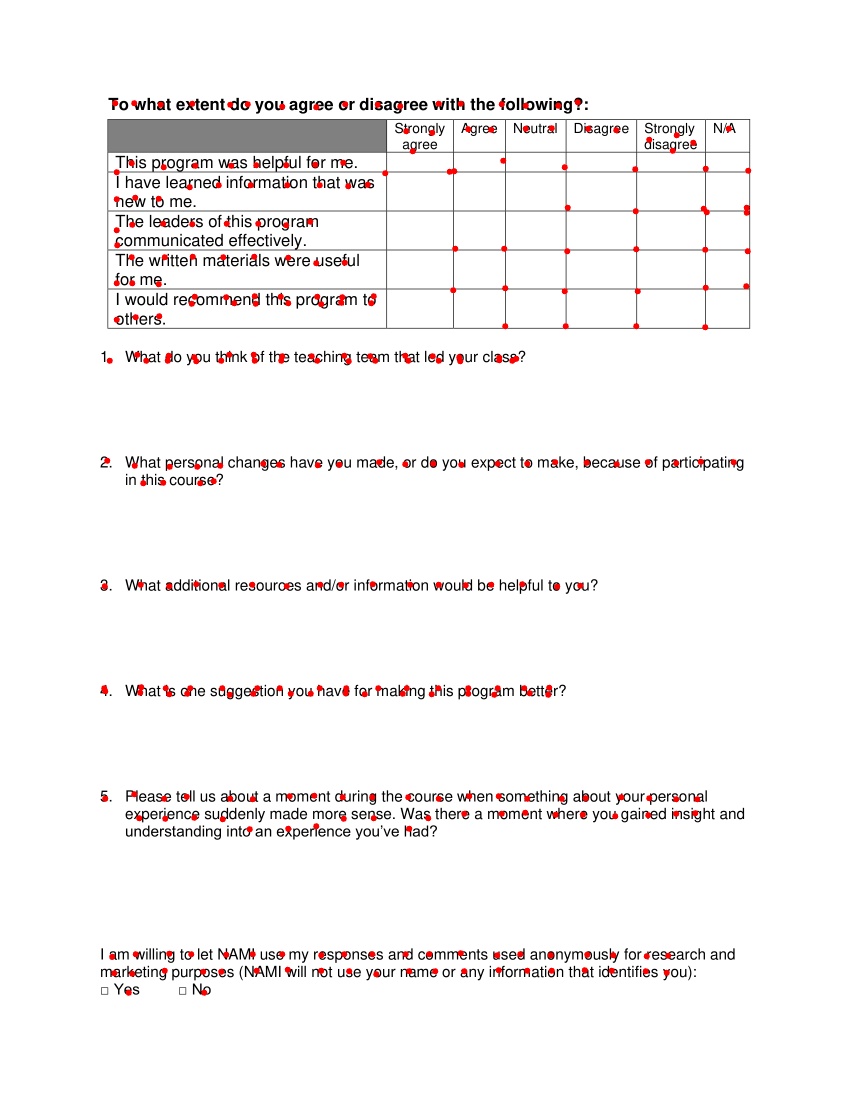 To what extent do you agree or disagree with the following?:
Strongly agree Agree Neutral Disagree Strongly disagree N/A
This program was helpful for me.
I have learned information that was
new to me.
The leaders of this program
communicated effectively.
The written materials were useful
for me.
I would recommend this program to
others.
1. What do you think of the teaching team that led your class?
2. What personal changes have you made, or do you expect to make, because of participating
in this course?
3. What additional resources and/or information would be helpful to you?
4. What is one suggestion you have for making this program better?
5. Please tell us about a moment during the course when something about your personal
experience suddenly made more sense. Was there a moment where you gained insight and
understanding into an experience you’ve had?
I am willing to let NAMI use my responses and comments used anonymously for research and
marketing purposes (NAMI will not use your name or any information that identifies you):
□ Yes □ No